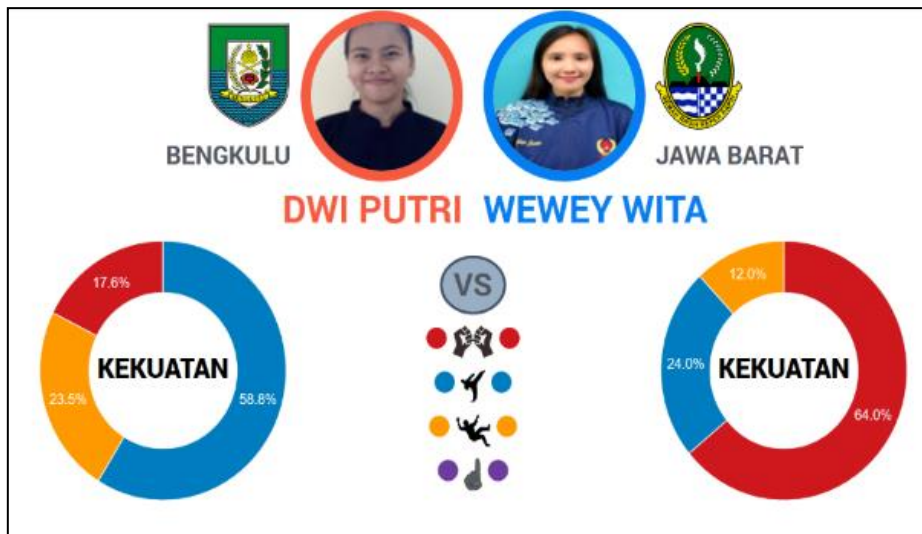 BENGKULU
JAWA BARAT
DWI PUTRI
WEWEY WITA
VS
17.6%
23.5%
58.8%
KEKUATAN
12.0%
24.0%
64.0%
KEKUATAN